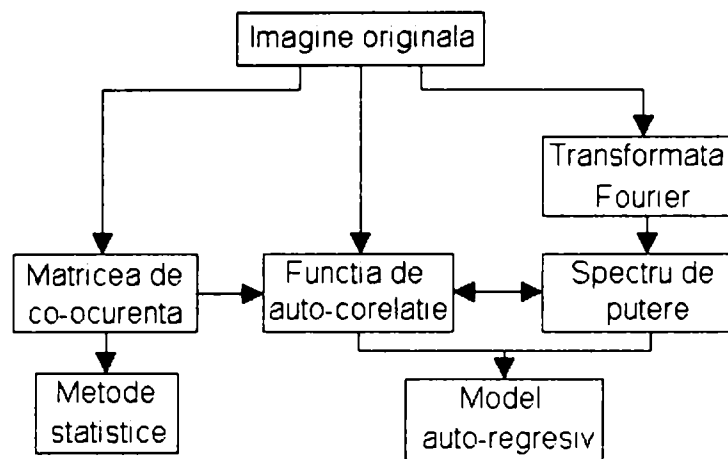 Imagine originala
Transformata
Fourier
Matricea de
co-ocurenta
Functia de
auto-corelatie
Spectru de
putere
Metode
statistice
Model
auto-regresiv